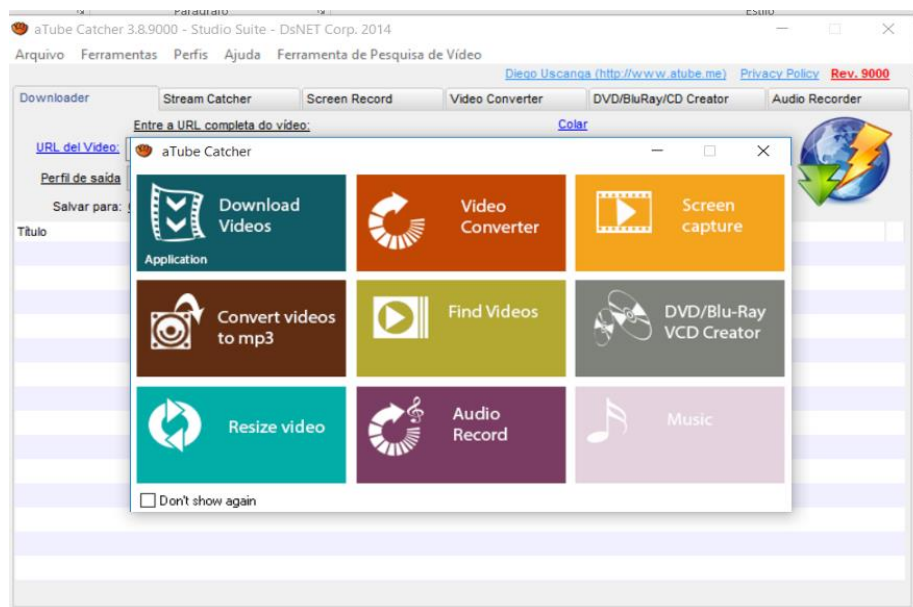 Parágrafo
Estilo
aTube Catcher 3.8.9000 - Studio Suite - DsNET Corp. 2014
Arquivo Ferramentas Perfis Ajuda Ferramenta de Pesquisa de Vídeo
Diego Uscanga (http://www.atube.me) Privacy Policy Rev. 9000
Downloader Stream Catcher Screen Record Video Converter DVD/BluRay/CD Creator Audio Recorder
Entre a URL completa do vídeo: Colar
URL del Video:
Perfil de saída
Salvar para:
Título
aTube Catcher
Download
Videos
Application
Video
Converter
Screen
capture
Convert videos
to mp3
Find Videos
DVD/Blu-Ray
VCD Creator
Resize video
Audio
Record
Music
Don't show again